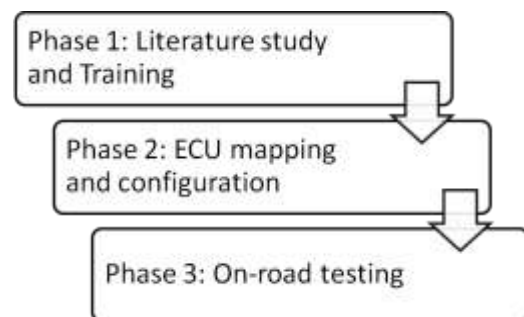 Phase 1: Literature study
and Training
Phase 2: ECU mapping
and configuration
Phase 3: On-road testing